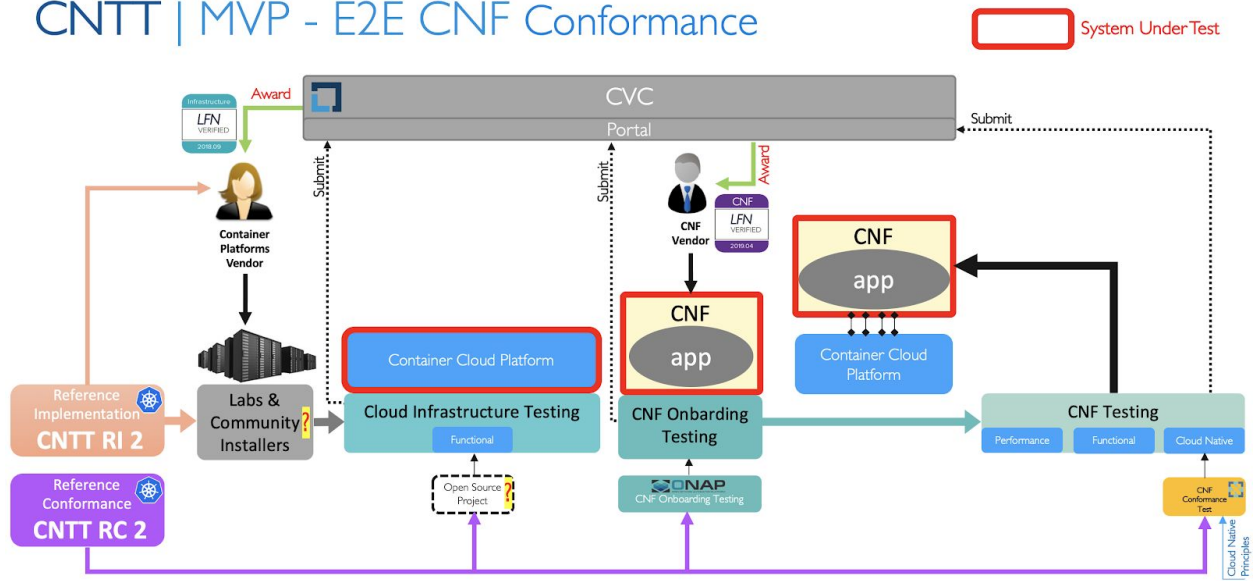 CNTT | MVP - E2E CNF Conformance
System Under Test
CVC
Portal
Award
Infrastructure
LFN
VERIFIED
2018.09
Submit
Submit
Submit
Award
Container
Platforms
Vendor
CNF
Vendor
CNF
LFN
VERIFIED
2019.04
CNF
app
Container Cloud
Platform
CNF
app
Container Cloud Platform
Reference
Implementation
CNTT RI 2
Labs &
Community ?
Installers
Cloud Infrastructure Testing
Functional
CNF Onbarding
Testing
CNF Testing
Performance
Functional
Cloud Native
Reference
Conformance
CNTT RC 2
Open Source ?
Project
ONAP
CNF Onboarding Testing
CNF
Conformance
Test
Cloud Native
Principles